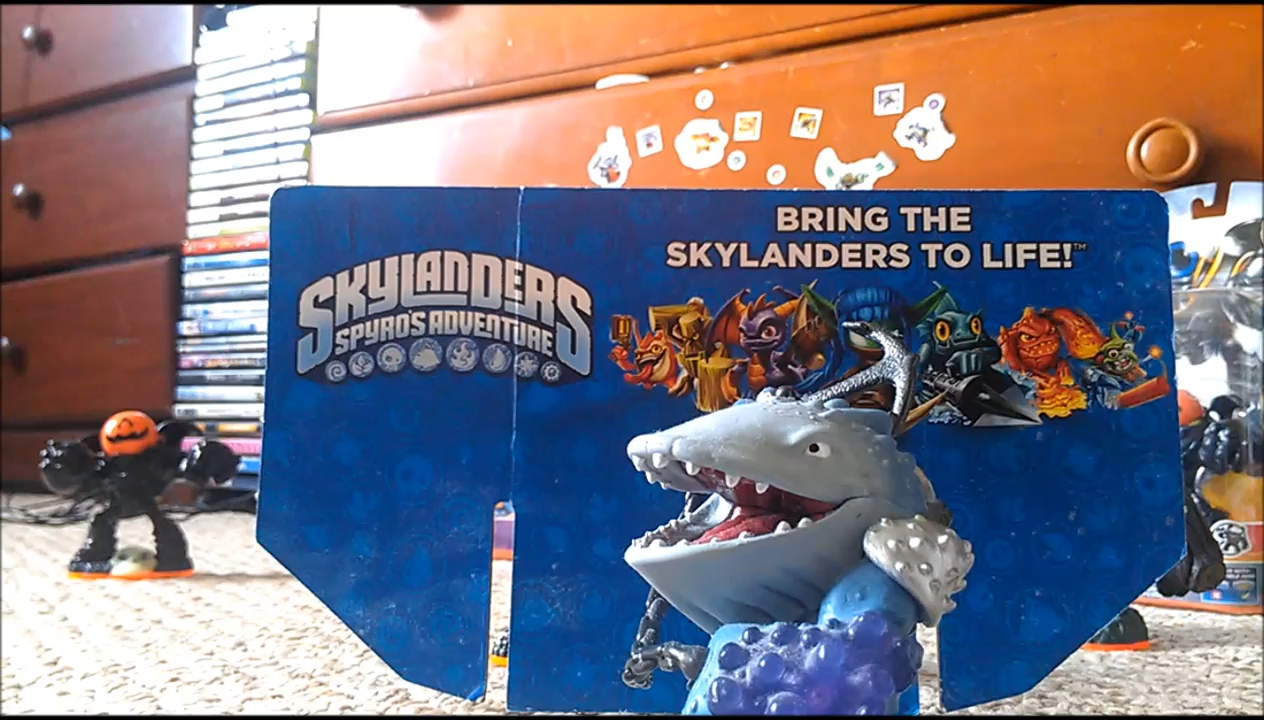 BRING THE
SKYLANDERS TO LIFE!™
SKYLANDERS
SPYRO'S ADVENTURE